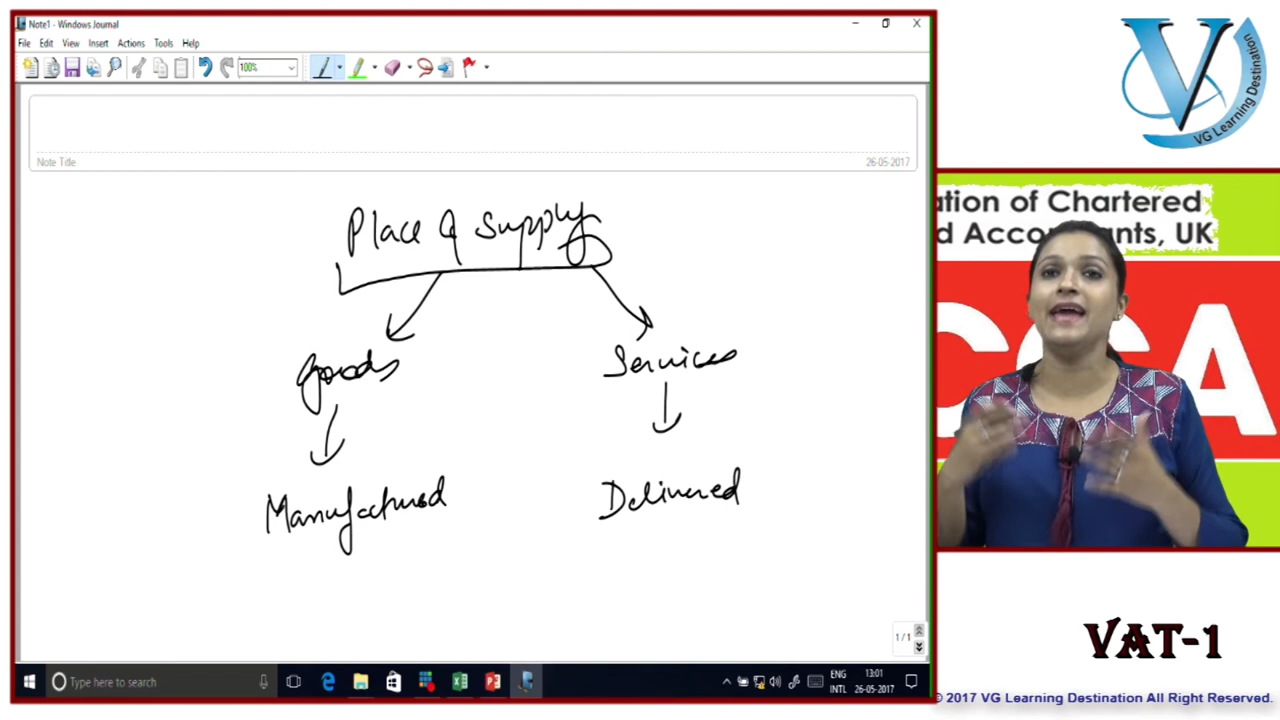 Note1 - Windows Journal
File Edit View Insert Actions Tools Help
100%
Note Title
26-05-2017
Place of Supply
Goods
Services
Manufactured
Delivered
1 / 1
Type here to search
ENG
INTL
13:01
26-05-2017
V
VG Learning Destination
ation of Chartered
d Accountants, UK
CCA
VAT-1
© 2017 VG Learning Destination All Right Reserved.